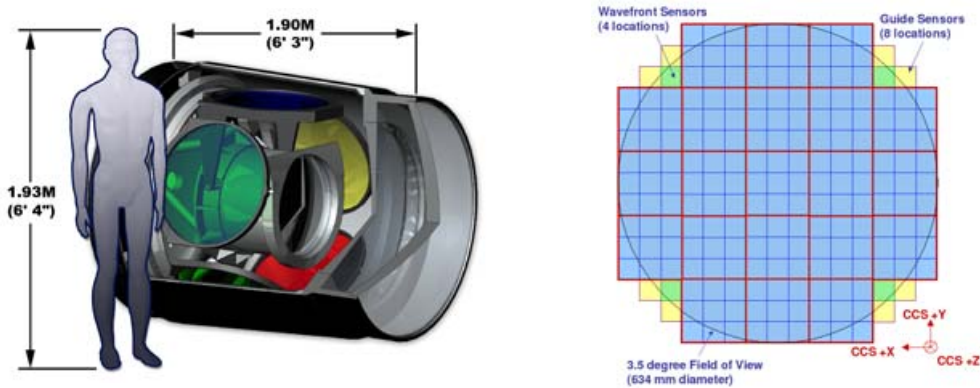 1.90M
(6' 3")
1.93M
(6' 4")
Wavefront Sensors
(4 locations)
Guide Sensors
(8 locations)
3.5 degree Field of View
(634 mm diameter)
CCS +Y
CCS +X
CCS +Z